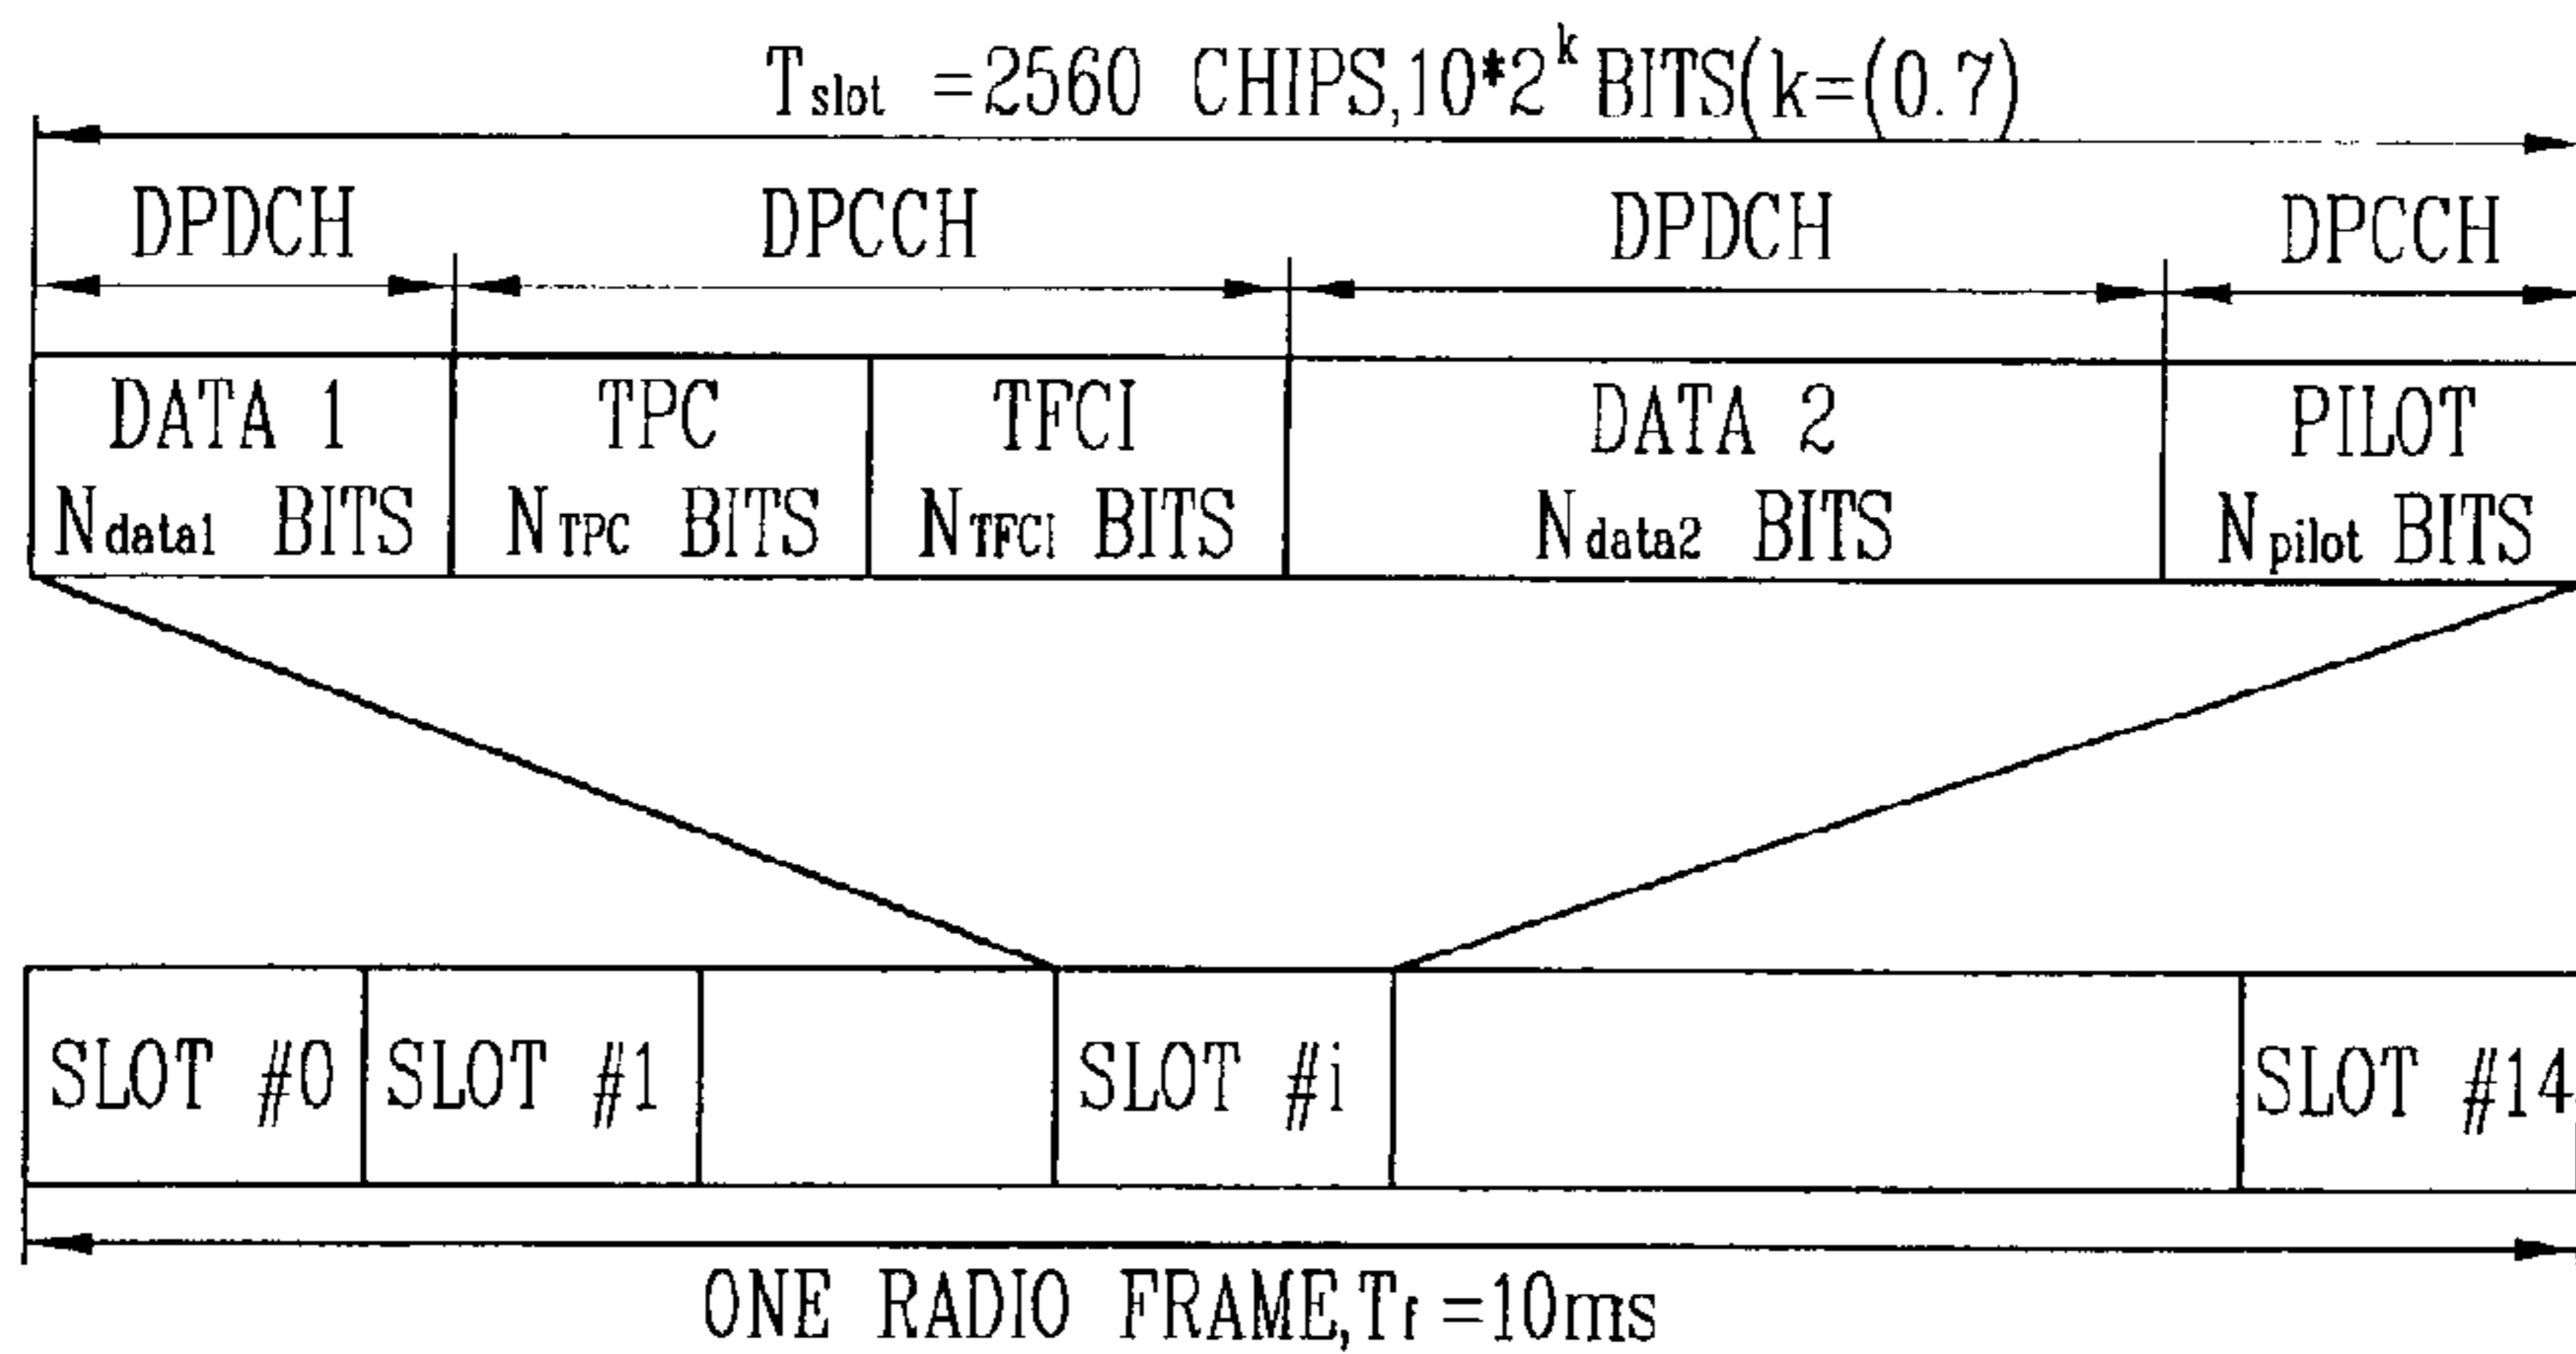 Tslot =2560 CHIPS,10*2^k BITS(k=(0.7)
DPDCH DPCCH DPDCH DPCCH
DATA 1 TPC TFCI DATA 2 PILOT
Ndata1 BITS NTPC BITS NTFCI BITS Ndata2 BITS Npilot BITS
SLOT #0 SLOT #1 SLOT #i SLOT #14
ONE RADIO FRAME,Tf =10ms